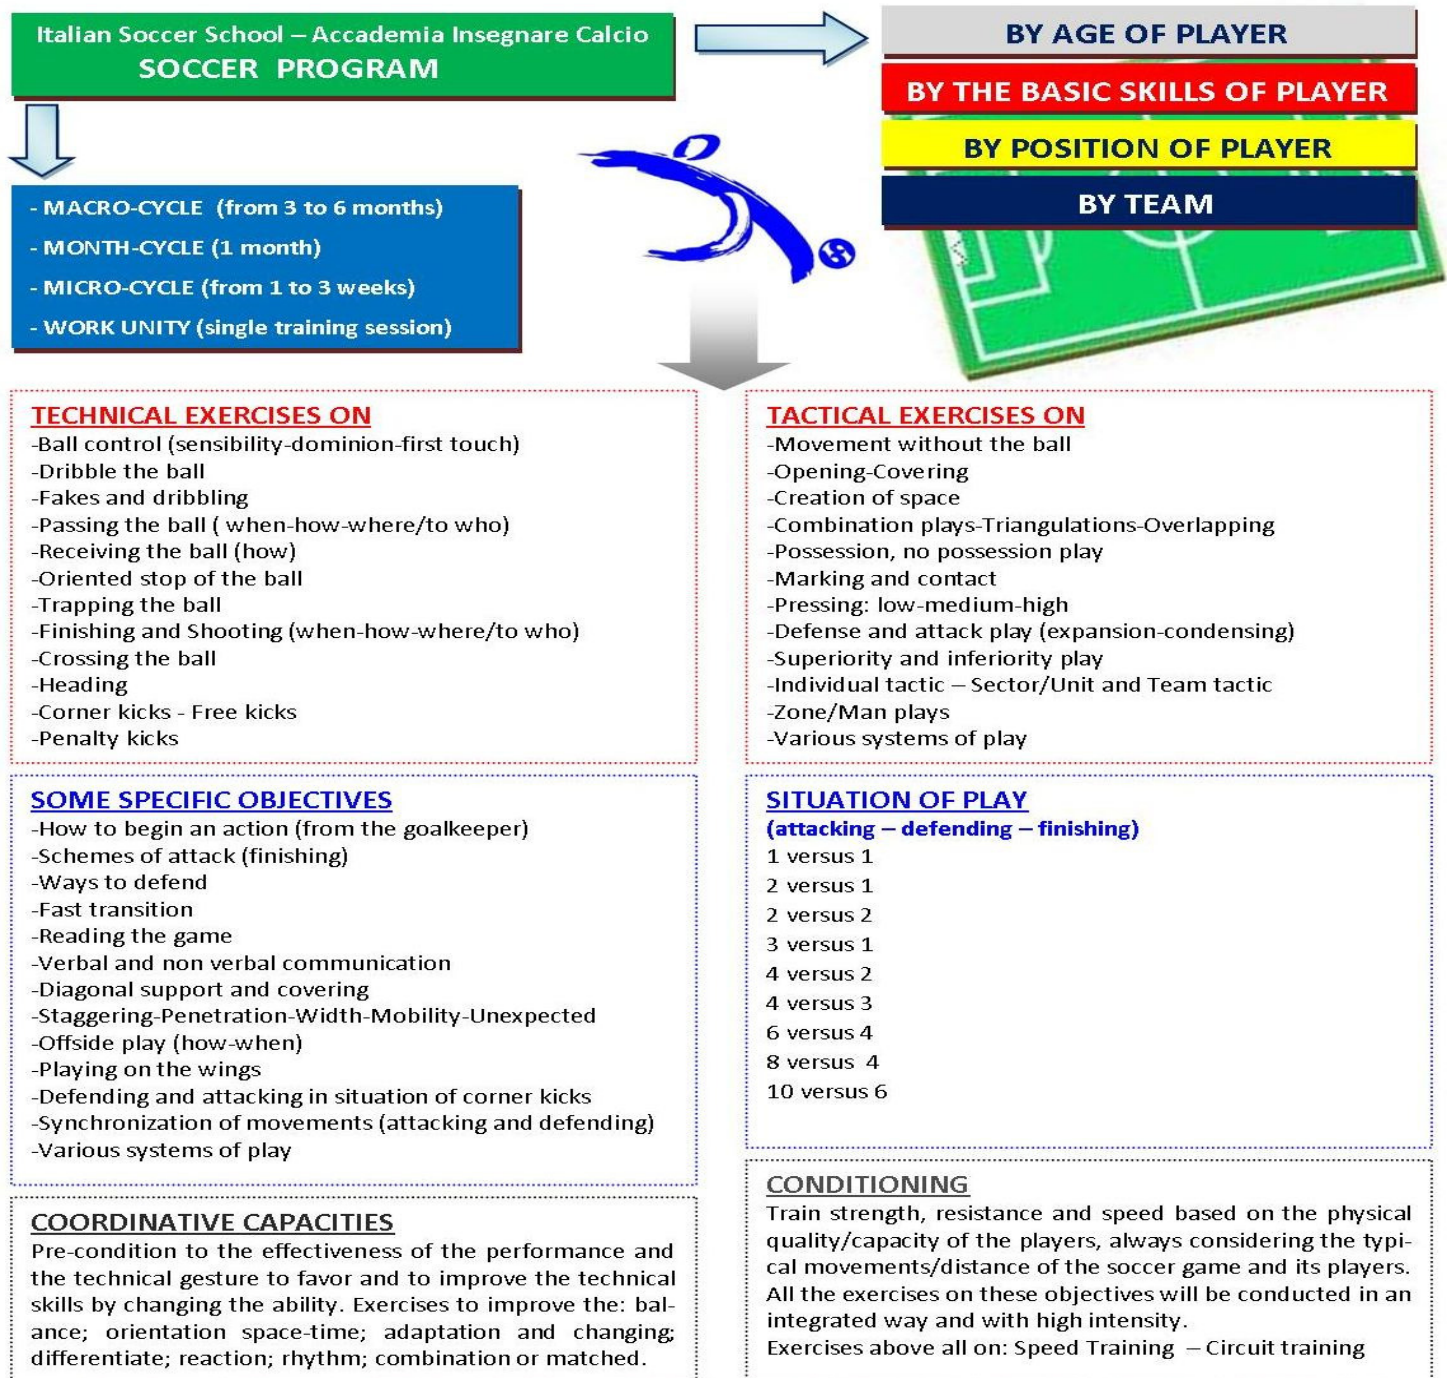 Italian Soccer School – Accademia Insegnare Calcio
SOCCER PROGRAM
BY AGE OF PLAYER
BY THE BASIC SKILLS OF PLAYER
BY POSITION OF PLAYER
BY TEAM
- MACRO-CYCLE (from 3 to 6 months)
- MONTH-CYCLE (1 month)
- MICRO-CYCLE (from 1 to 3 weeks)
- WORK UNITY (single training session)
TECHNICAL EXERCISES ON
-Ball control (sensibility-dominion-first touch)
-Dribble the ball
-Fakes and dribbling
-Passing the ball ( when-how-where/to who)
-Receiving the ball (how)
-Oriented stop of the ball
-Trapping the ball
-Finishing and Shooting (when-how-where/to who)
-Crossing the ball
-Heading
-Corner kicks - Free kicks
-Penalty kicks
TACTICAL EXERCISES ON
-Movement without the ball
-Opening-Covering
-Creation of space
-Combination plays-Triangulations-Overlapping
-Possession, no possession play
-Marking and contact
-Pressing: low-medium-high
-Defense and attack play (expansion-condensing)
-Superiority and inferiority play
-Individual tactic – Sector/Unit and Team tactic
-Zone/Man plays
-Various systems of play
SOME SPECIFIC OBJECTIVES
-How to begin an action (from the goalkeeper)
-Schemes of attack (finishing)
-Ways to defend
-Fast transition
-Reading the game
-Verbal and non verbal communication
-Diagonal support and covering
-Staggering-Penetration-Width-Mobility-Unexpected
-Offside play (how-when)
-Playing on the wings
-Defending and attacking in situation of corner kicks
-Synchronization of movements (attacking and defending)
-Various systems of play
SITUATION OF PLAY
(attacking – defending – finishing)
1 versus 1
2 versus 1
2 versus 2
3 versus 1
4 versus 2
4 versus 3
6 versus 4
8 versus  4
10 versus 6
COORDINATIVE CAPACITIES
Pre-condition to the effectiveness of the performance and
the technical gesture to favor and to improve the technical
skills by changing the ability. Exercises to improve the: bal-
ance; orientation space-time; adaptation and changing;
differentiate; reaction; rhythm; combination or matched.
CONDITIONING
Train strength, resistance and speed based on the physical
quality/capacity of the players, always considering the typi-
cal movements/distance of the soccer game and its players.
All the exercises on these objectives will be conducted in an
integrated way and with high intensity.
Exercises above all on: Speed Training  – Circuit training